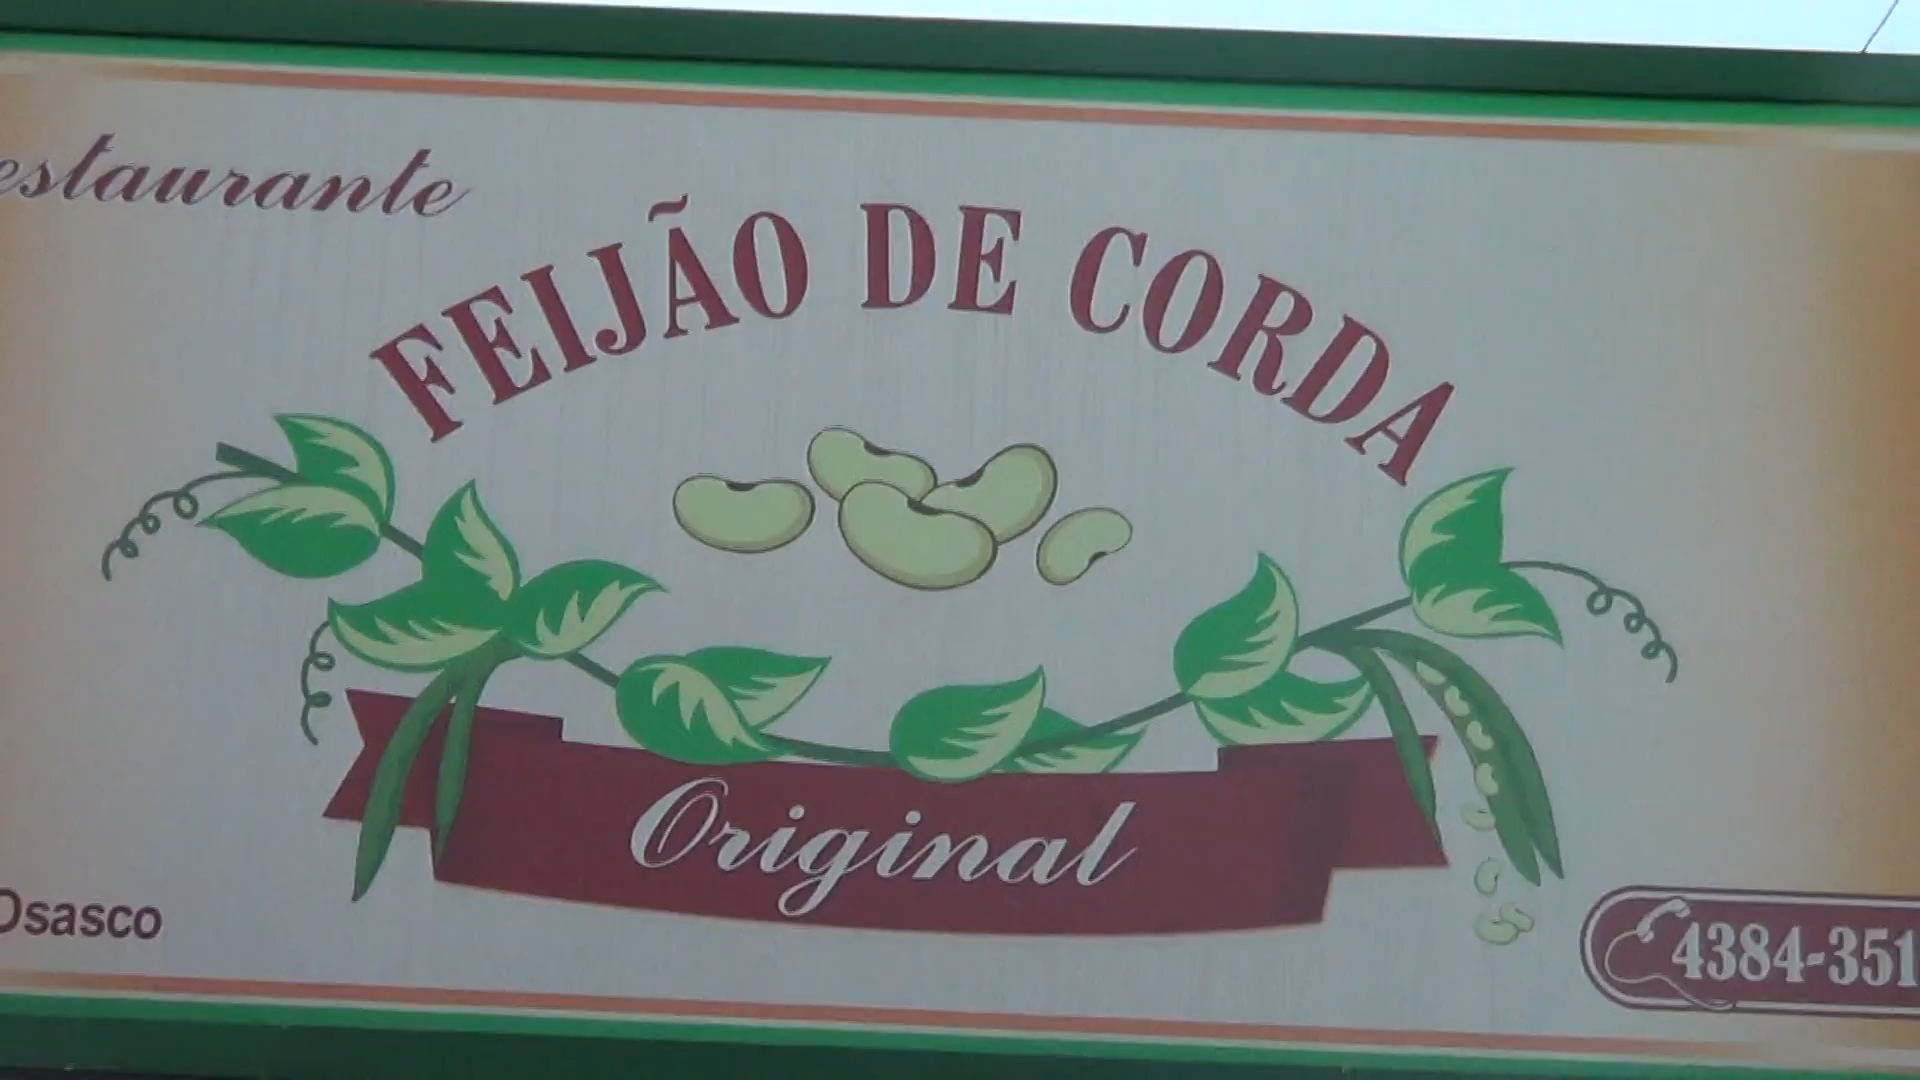 estaurante
FEIJÃO DE CORDA
Original
Osasco
4384-351